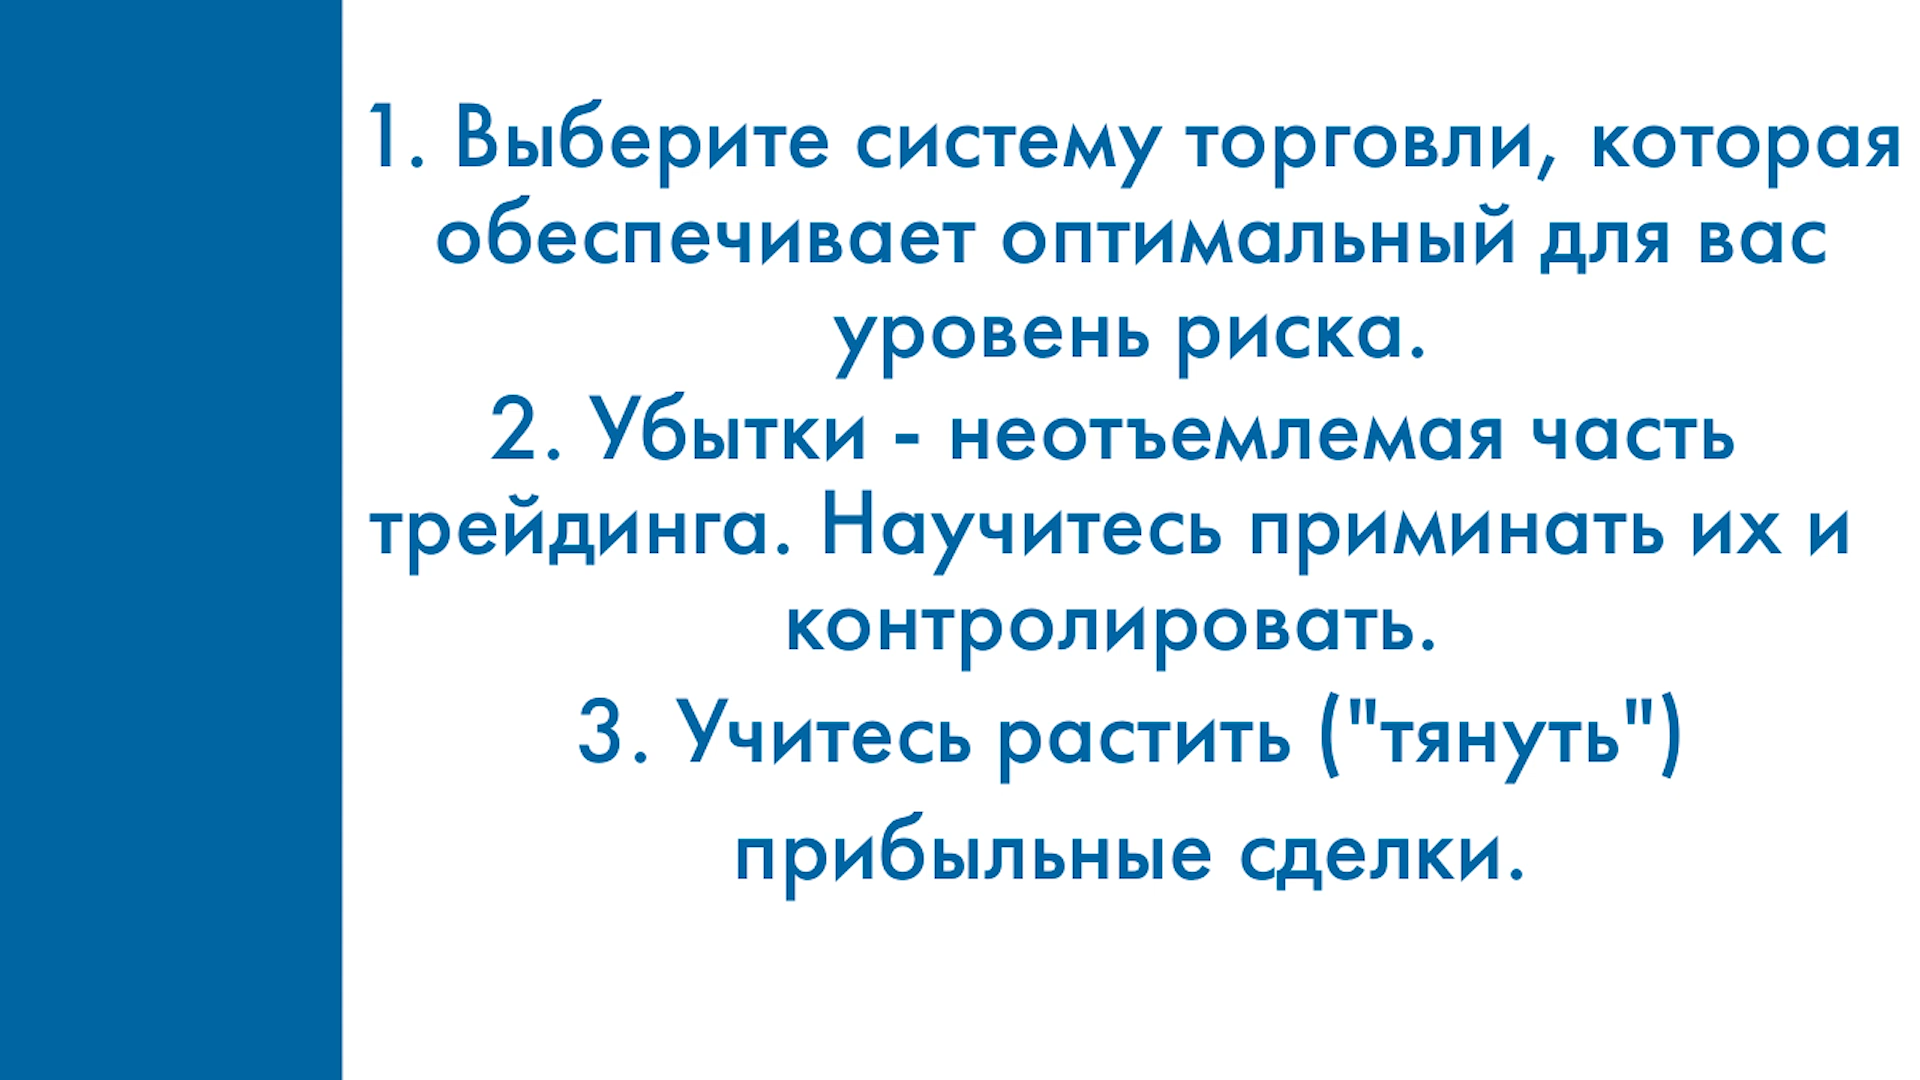 1. Выберите систему торговли, которая
обеспечивает оптимальный для вас
уровень риска.
2. Убытки - неотъемлемая часть
трейдинга. Научитесь приминать их и
контролировать.
3. Учитесь растить ("тянуть")
прибыльные сделки.